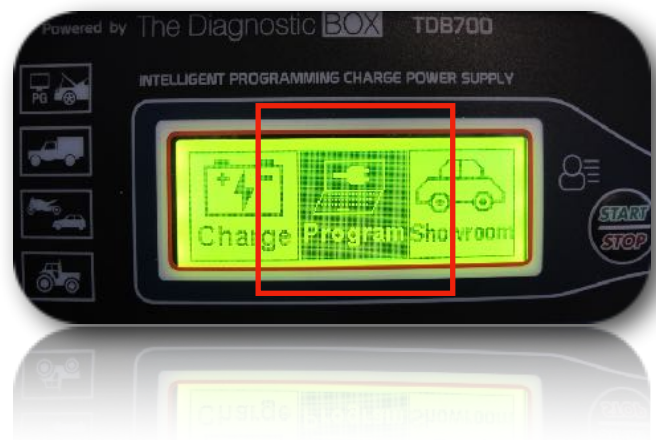 Powered by The Diagnostic BOX TDB700
INTELLIGENT PROGRAMMING CHARGE POWER SUPPLY
PG
Charge Program Showroom
START
STOP